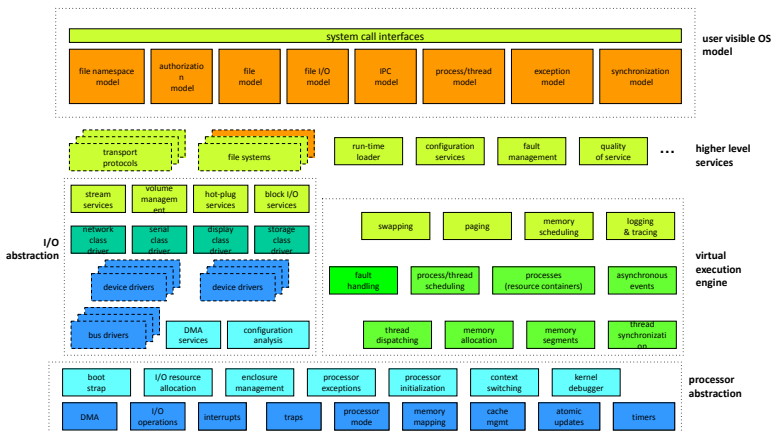 system call interfaces
user visible OS
model
file namespace
model
authorizatio
n
model
file
model
file I/O
model
IPC
model
process/thread
model
exception
model
synchronization
model
transport
protocols
file systems
run-time
loader
configuration
services
fault
management
quality
of service
...
higher level
services
stream
services
volume
managem
ent
hot-plug
services
block I/O
services
network
class
driver
serial
class
driver
display
class
driver
storage
class
driver
I/O
abstraction
device drivers
device drivers
bus drivers
DMA
services
configuration
analysis
swapping
paging
memory
scheduling
logging
& tracing
fault
handling
process/thread
scheduling
processes
(resource containers)
asynchronous
events
thread
dispatching
memory
allocation
memory
segments
thread
synchronizati
on
virtual
execution
engine
boot
strap
I/O resource
allocation
enclosure
management
processor
exceptions
processor
initialization
context
switching
kernel
debugger
processor
abstraction
DMA
I/O
operations
interrupts
traps
processor
mode
memory
mapping
cache
mgmt
atomic
updates
timers